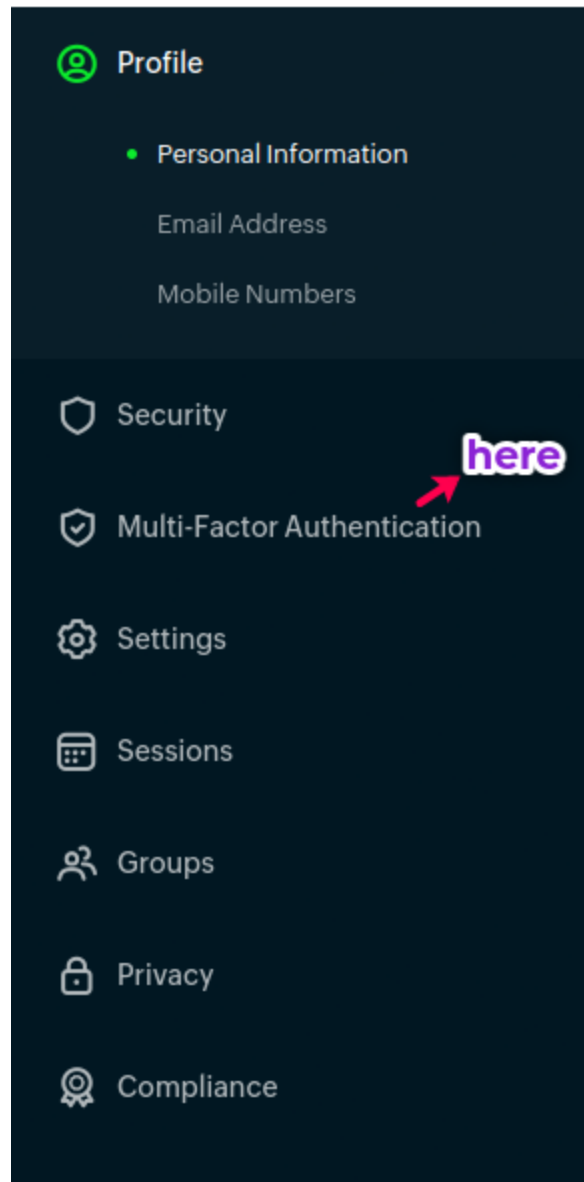 Profile
Personal Information
Email Address
Mobile Numbers
Security
here
Multi-Factor Authentication
Settings
Sessions
Groups
Privacy
Compliance